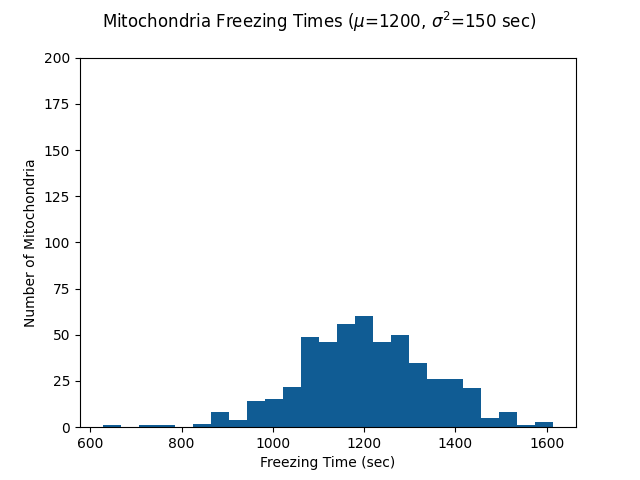 Mitochondria Freezing Times (μ=1200, σ²=150 sec)
200
175
150
125
100
75
50
25
0
Number of Mitochondria
600 800 1000 1200 1400 1600
Freezing Time (sec)